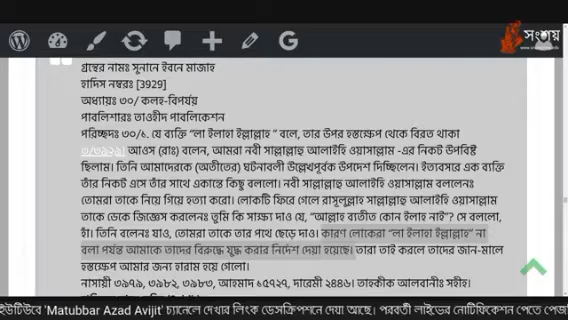 সংশয়
গ্রন্থের নামঃ সুনানে ইবনে মাজাহ
হাদিস নম্বরঃ [3929]
অধ্যায়ঃ ৩০/ কলহ-বিপর্যয়
পাবলিশারঃ তাওহীদ পাবলিকেশন
পরিচ্ছদঃ ৩০/১. যে ব্যক্তি “লা ইলাহা ইল্লাল্লাহ ” বলে, তার উপর হস্তক্ষেপ থেকে বিরত থাকা
৩/৩৯২৯। আওস (রাঃ) বলেন, আমরা নবী সাল্লাল্লাহু আলাইহি ওয়াসাল্লাম -এর নিকট উপবিষ্ট
ছিলাম। তিনি আমাদেরকে (অতীতের) ঘটনাবলী উল্লেখপূর্বক উপদেশ দিচ্ছিলেন। ইত্যবসরে এক ব্যক্তি
তাঁর নিকট এসে তাঁর সাথে একান্তে কিছু বললো। নবী সাল্লাল্লাহু আলাইহি ওয়াসাল্লাম বললেনঃ
তোমরা তাকে নিয়ে গিয়ে হত্যা করো। লোকটি ফিরে গেলে রাসূলুল্লাহ সাল্লাল্লাহু আলাইহি ওয়াসাল্লাম
তাকে ডেকে জিজ্ঞেস করলেনঃ তুমি কি সাক্ষ্য দাও যে, “আল্লাহ ব্যতীত কোন ইলাহ নাই”? সে বললো,
হাঁ। তিনি বলেনঃ যাও, তোমরা তাকে তার পথে ছেড়ে দাও। কারণ লোকেরা “লা ইলাহা ইল্লাল্লাহ” না
বলা পর্যন্ত আমাকে তাদের বিরুদ্ধে যুদ্ধ করার নির্দেশ দেয়া হয়েছে। তারা তাই করলে তাদের জান-মালে
হস্তক্ষেপ আমার জন্য হারাম হয়ে গেলো।
নাসায়ী ৩৯৭৯, ৩৯৮২, ৩৯৮৩, আহমাদ ১৫৭২৭, দারেমী ২৪৪৬। তাহকীক আলবানীঃ সহীহ।
ইউটিউবে 'Matubbar Azad Avijit' চ্যানেলে দেখার লিংক ডেসক্রিপশনে দেয়া আছে। পরবর্তী লাইভের নোটিফিকেশন পেতে পেজ